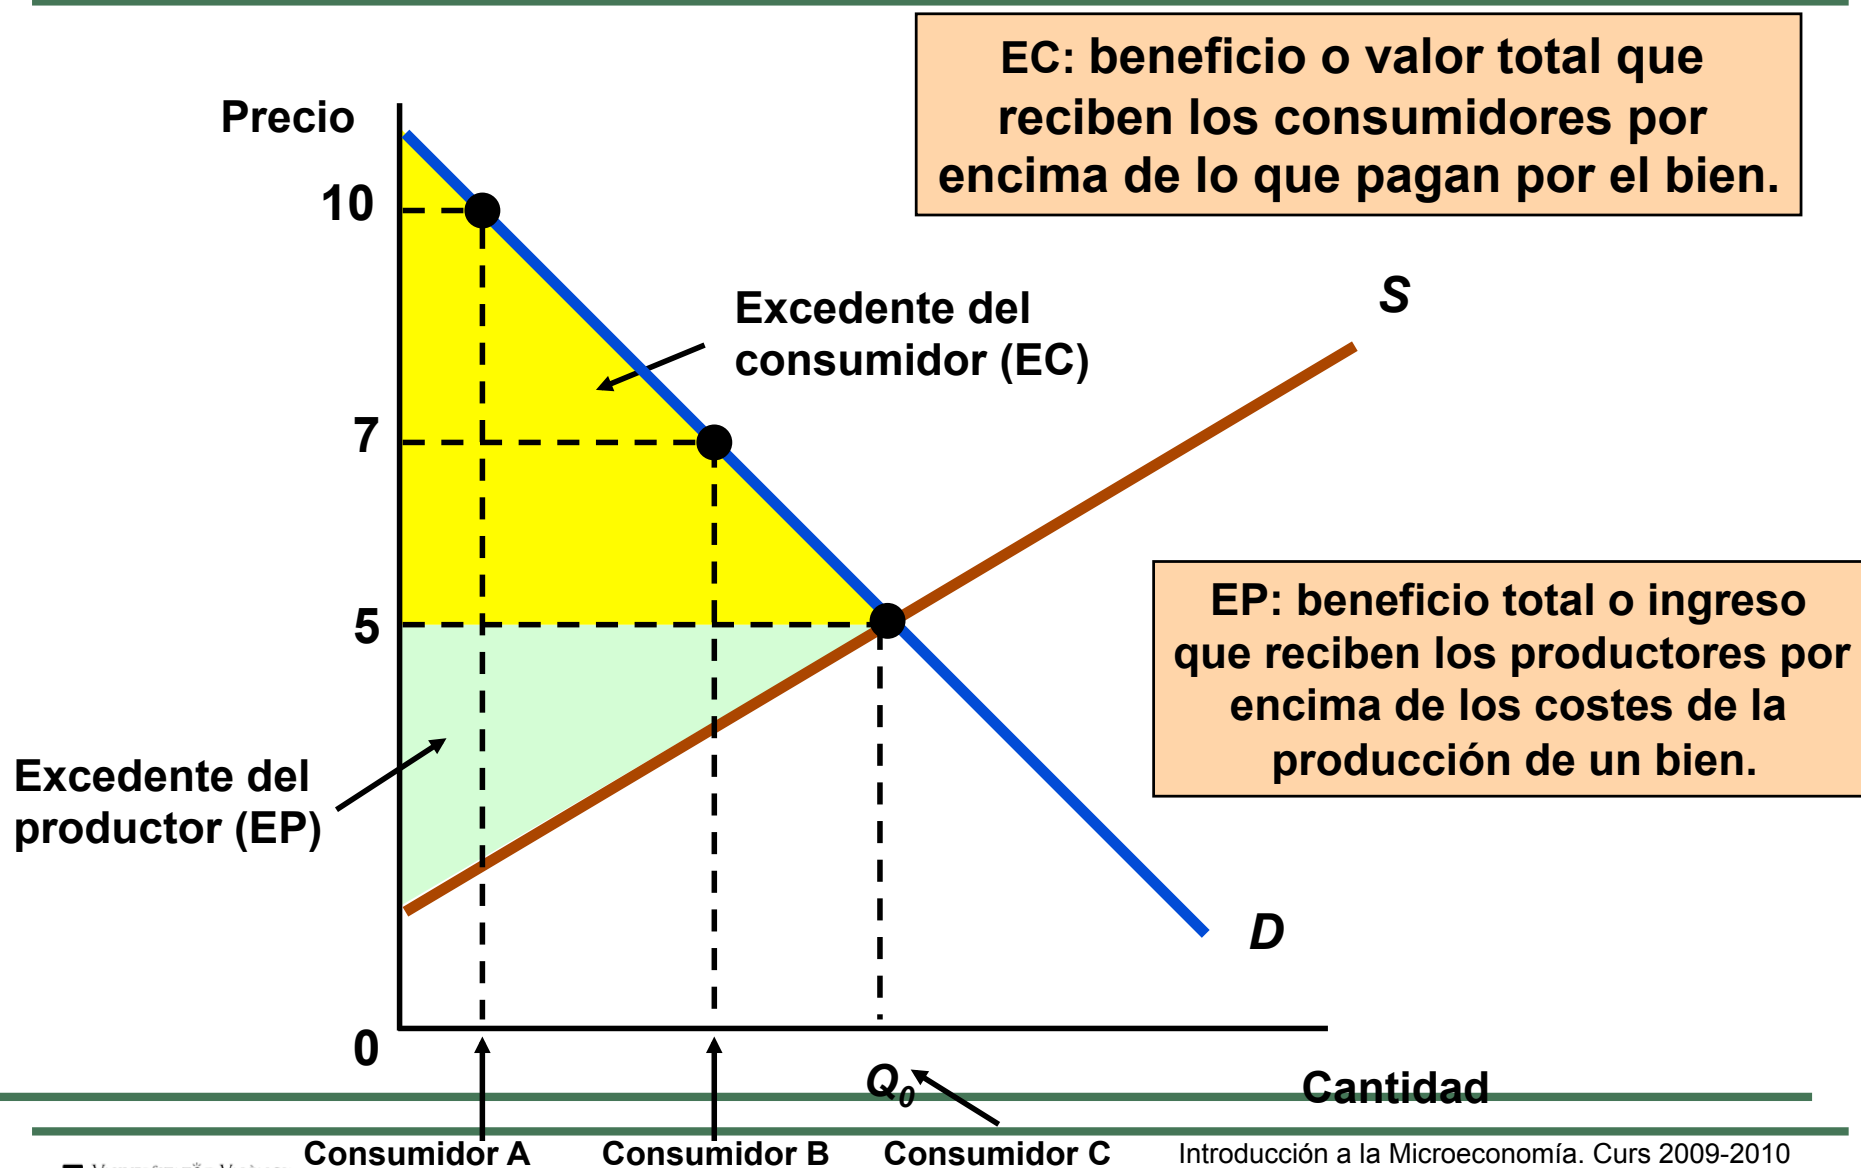 EC: beneficio o valor total que
reciben los consumidores por
encima de lo que pagan por el bien.
Precio
10
S
Excedente del
consumidor (EC)
7
5
EP: beneficio total o ingreso
que reciben los productores por
encima de los costes de la
producción de un bien.
Excedente del
productor (EP)
D
0
Q0
Cantidad
Consumidor A
Consumidor B
Consumidor C
Introducción a la Microeconomía. Curs 2009-2010